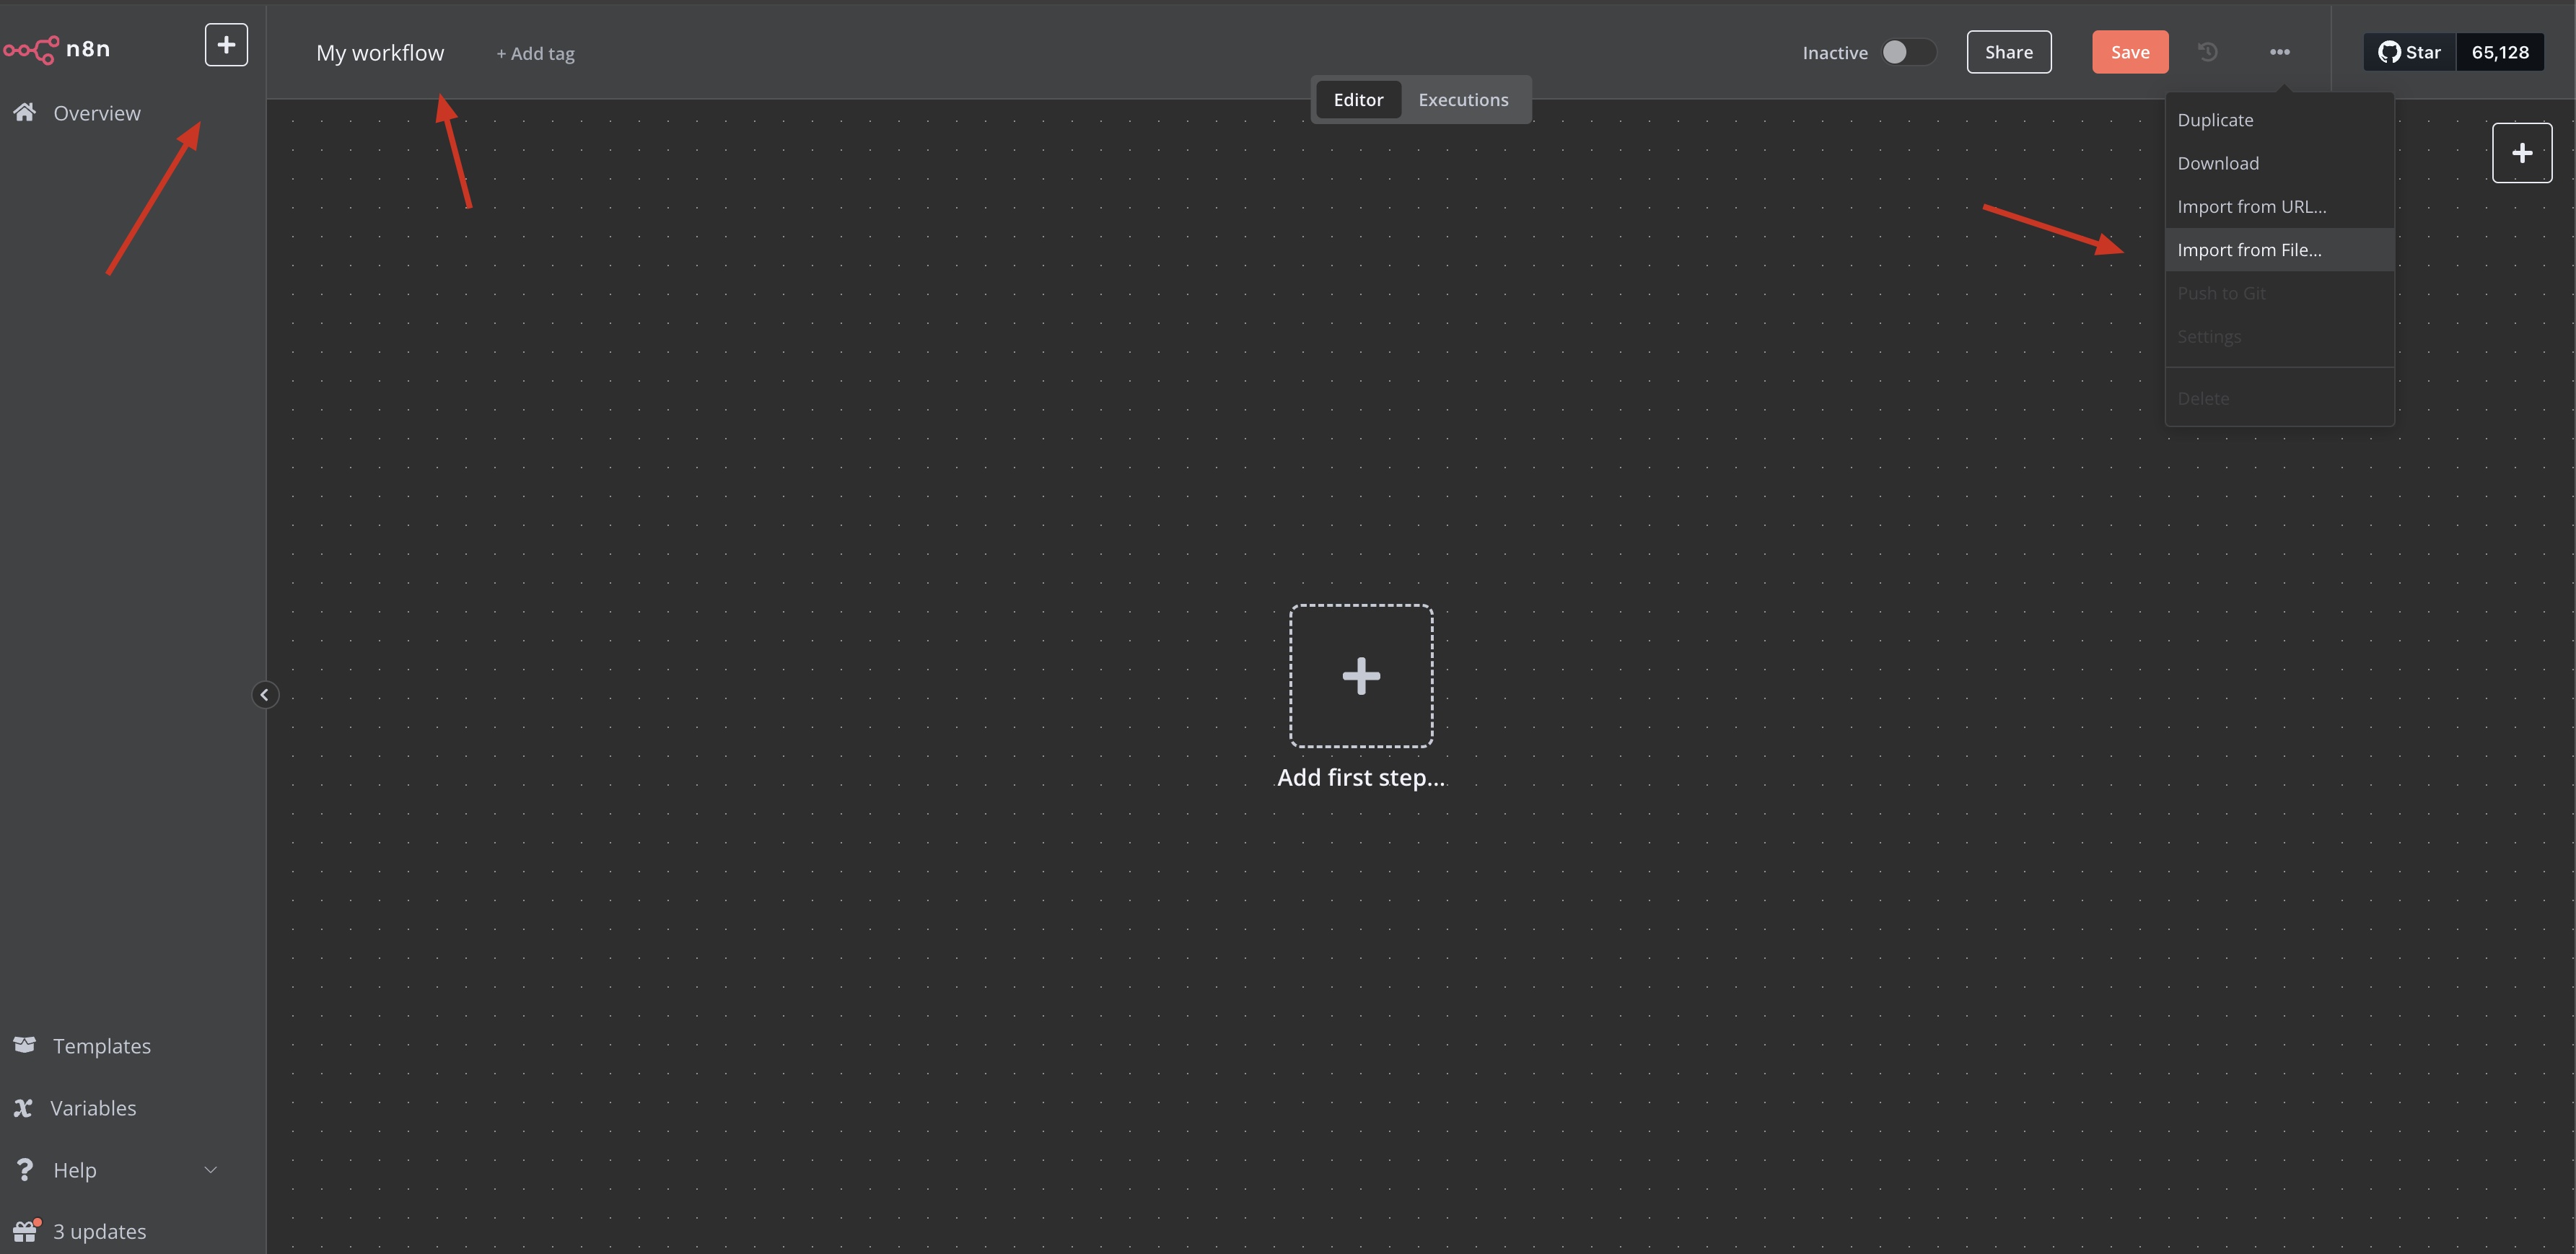 n8n
My workflow
+ Add tag
Inactive
Share
Save
Star
65,128
Overview
Editor
Executions
Duplicate
Download
Import from URL...
Import from File...
Push to Git
Settings
Delete
Add first step...
Templates
Variables
Help
3 updates